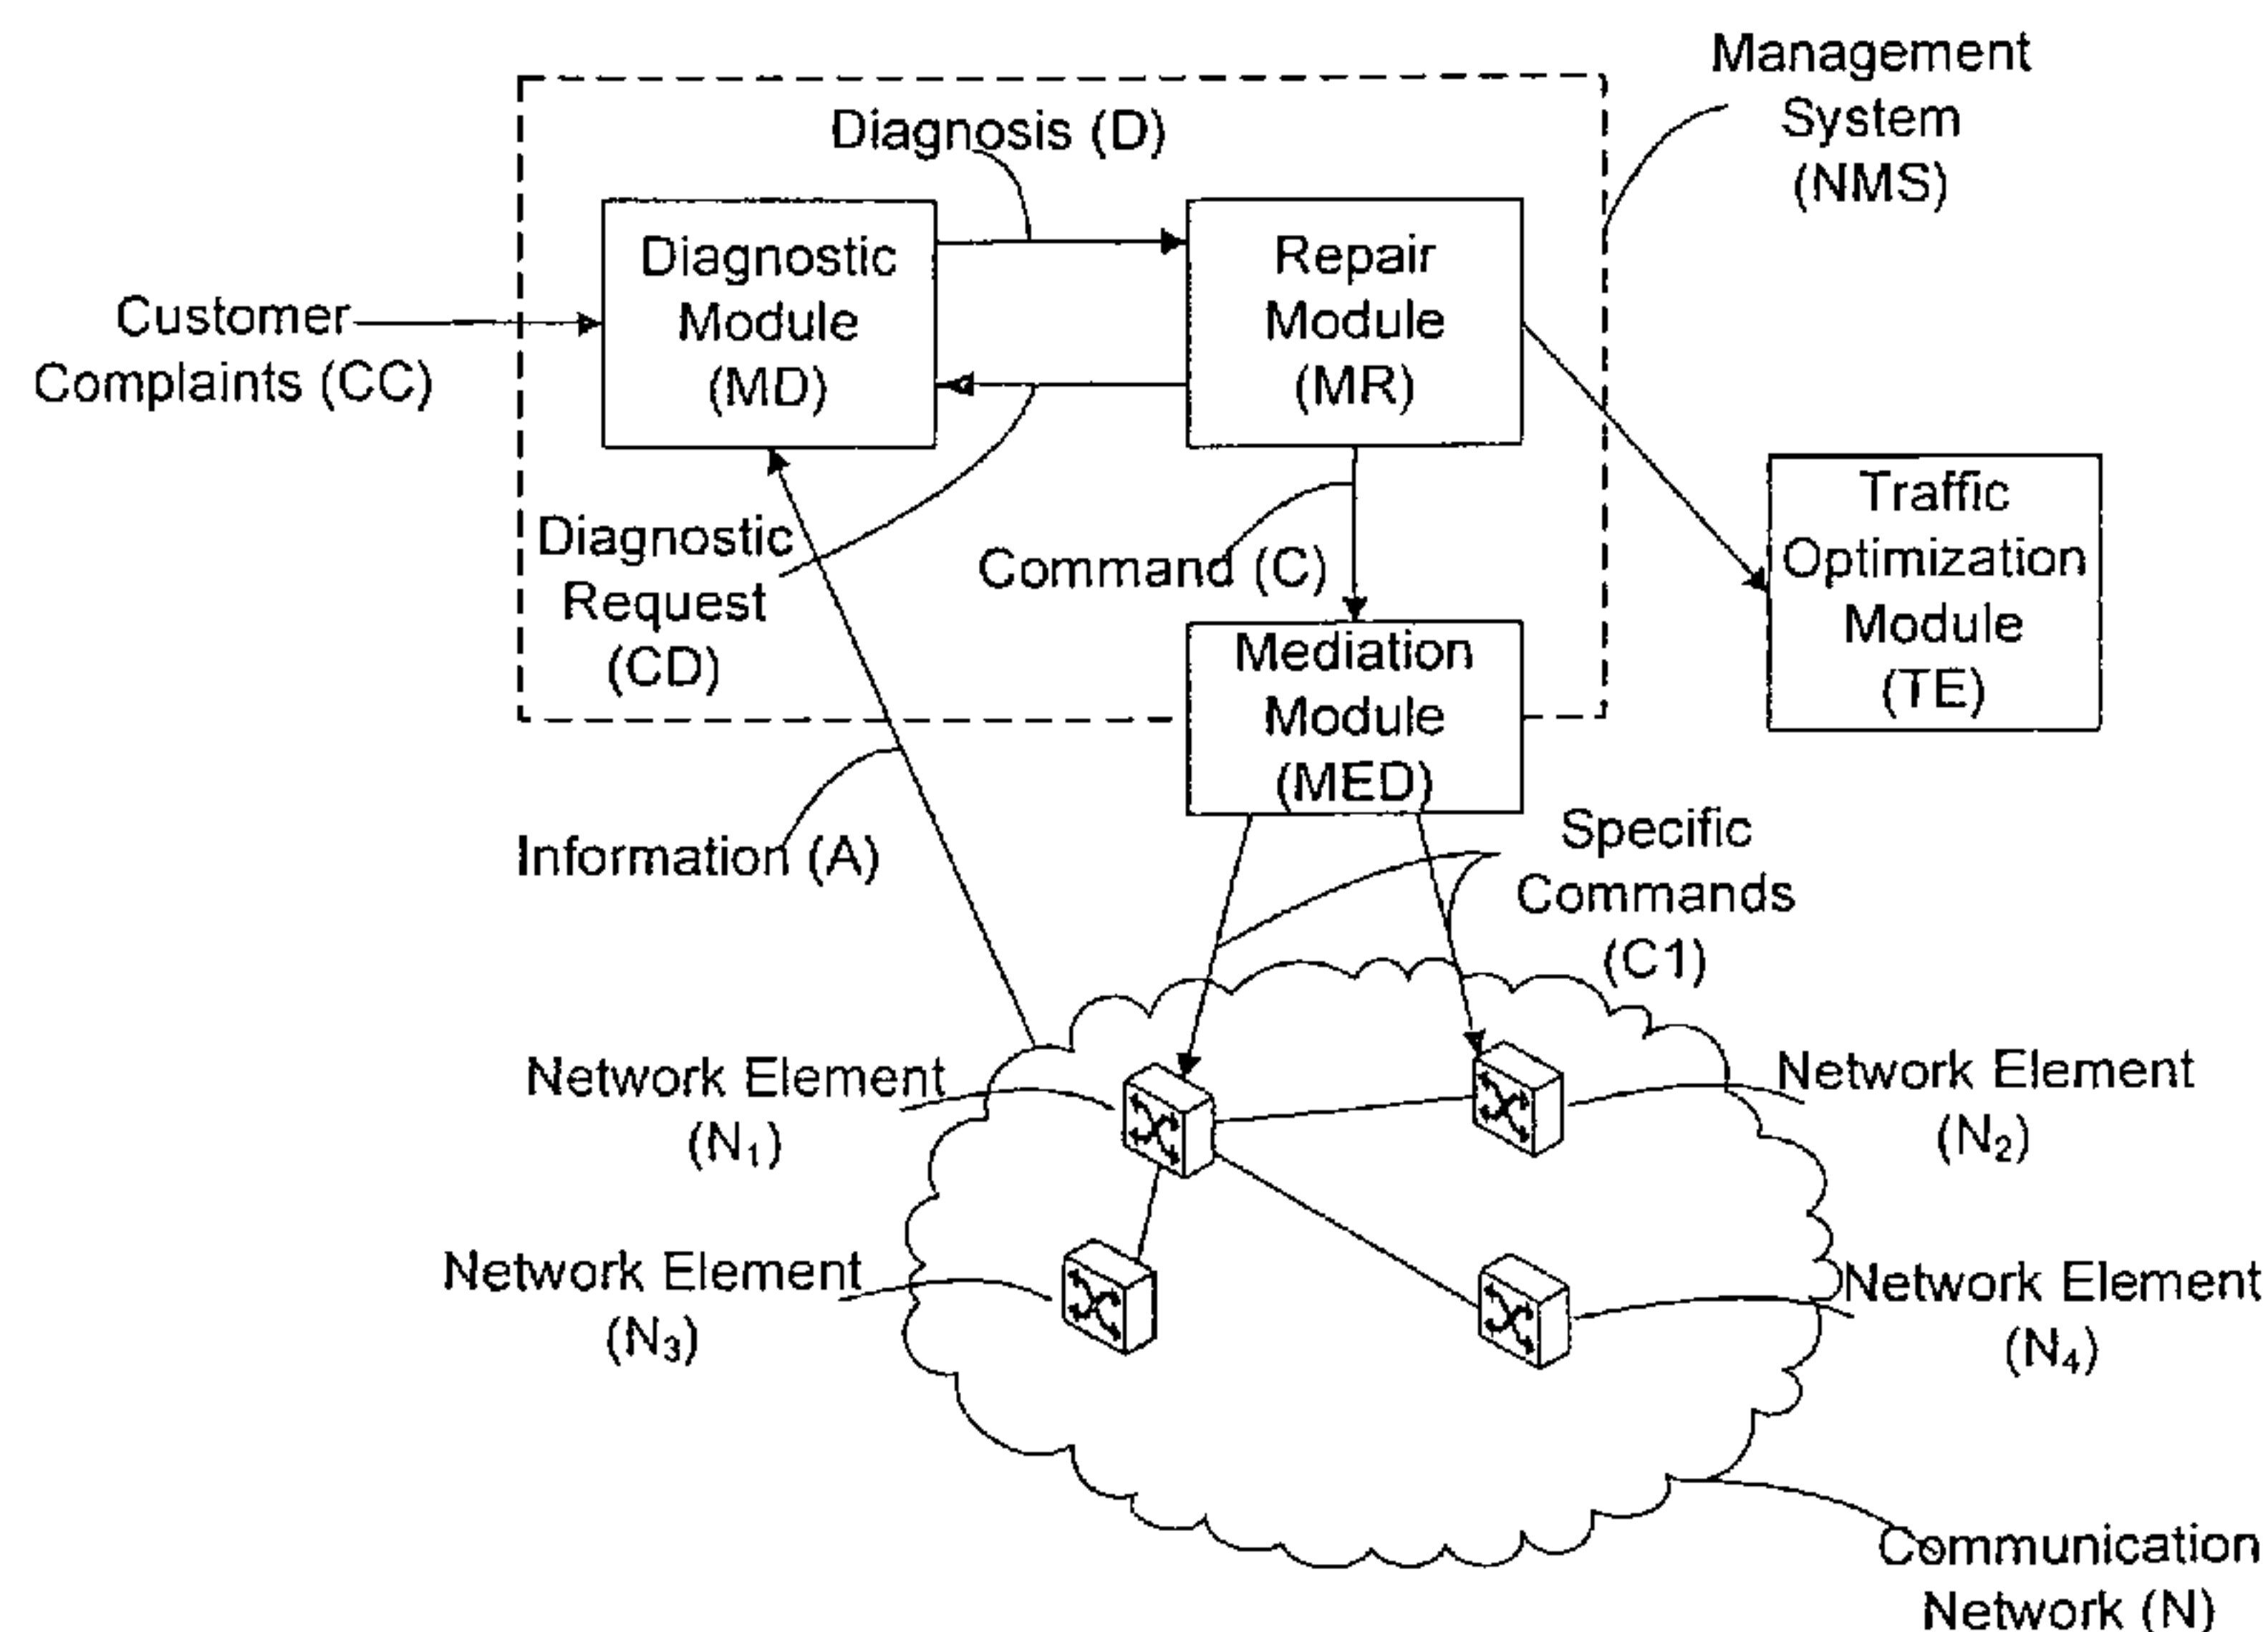 Management
System
(NMS)
Diagnosis (D)
Diagnostic
Module
(MD)
Repair
Module
(MR)
Customer
Complaints (CC)
Traffic
Optimization
Module
(TE)
Diagnostic
Request
(CD)
Command (C)
Mediation
Module
(MED)
Information (A)
Specific
Commands
(C1)
Network Element
(N₁)
Network Element
(N₂)
Network Element
(N₃)
Network Element
(N₄)
Communication
Network (N)